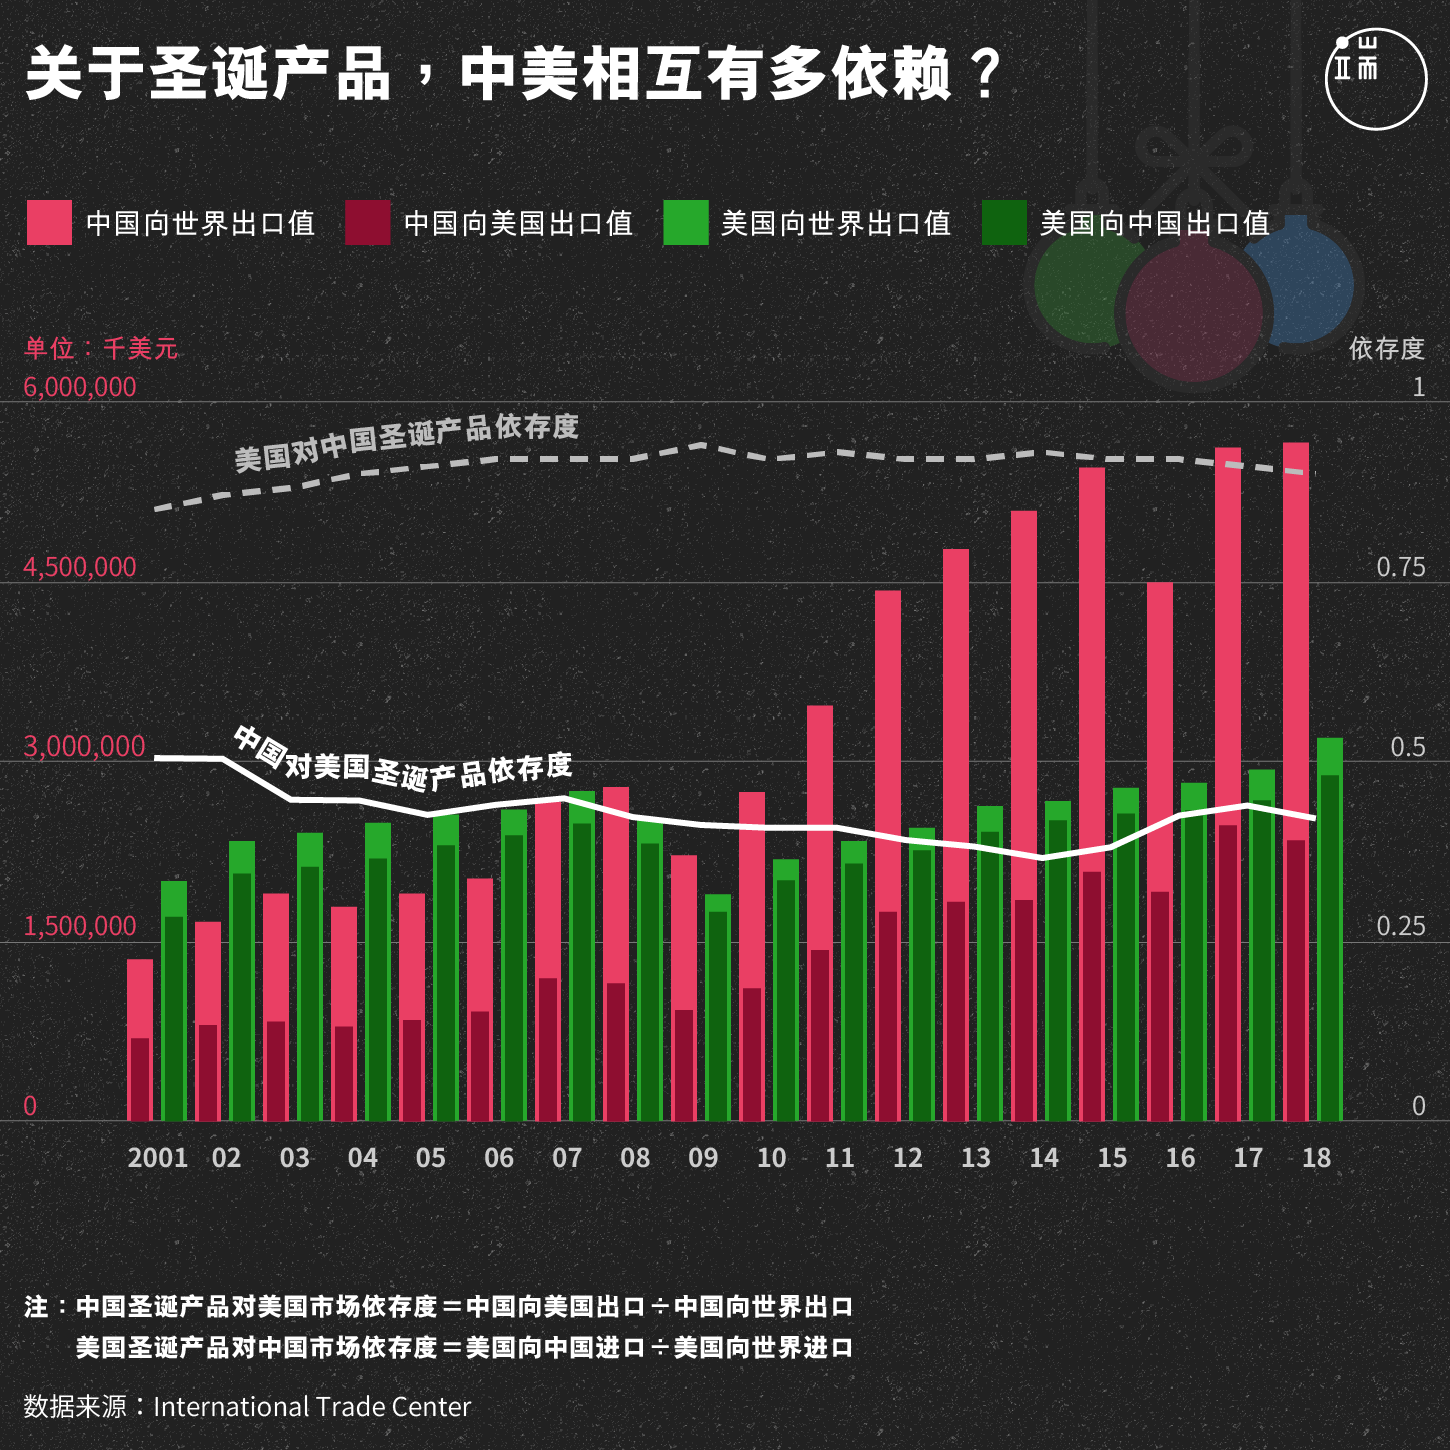 关于圣诞产品，中美相互有多依赖？
端
中国向世界出口值 中国向美国出口值 美国向世界出口值 美国向中国出口值
单位：千美元 依存度
6,000,000 1
美国对中国圣诞产品依存度
4,500,000 0.75
中国对美国圣诞产品依存度
3,000,000 0.5
1,500,000 0.25
0 0
2001 02 03 04 05 06 07 08 09 10 11 12 13 14 15 16 17 18
注：中国圣诞产品对美国市场依存度＝中国向美国出口÷中国向世界出口
美国圣诞产品对中国市场依存度＝美国向中国进口÷美国向世界进口
数据来源：International Trade Center